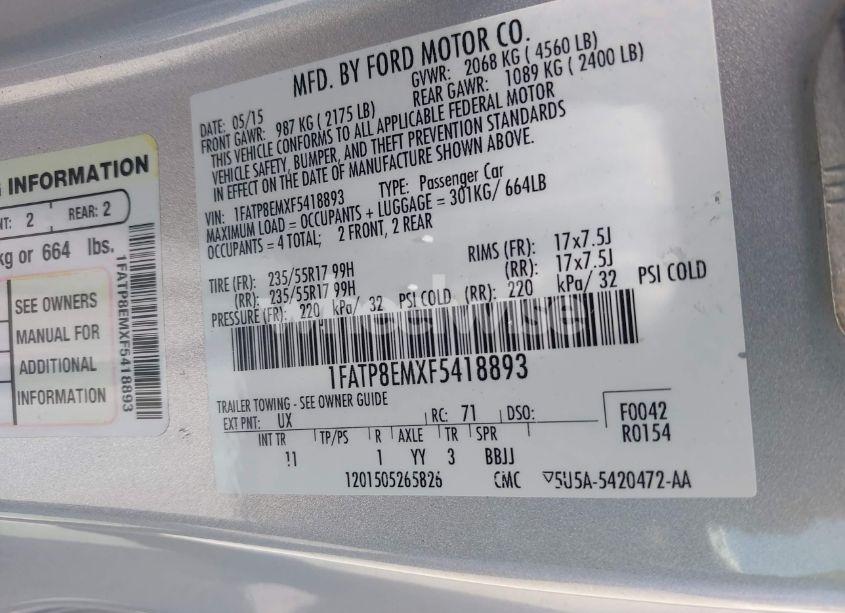 MFD. BY FORD MOTOR CO.
DATE: 05/15 GVWR: 2068 KG ( 4560 LB)
FRONT GAWR: 987 KG ( 2175 LB) REAR GAWR: 1089 KG ( 2400 LB)
THIS VEHICLE CONFORMS TO ALL APPLICABLE FEDERAL MOTOR
VEHICLE SAFETY, BUMPER, AND THEFT PREVENTION STANDARDS
IN EFFECT ON THE DATE OF MANUFACTURE SHOWN ABOVE.
VIN: 1FATP8EMXF5418893 TYPE: Passenger Car
MAXIMUM LOAD = OCCUPANTS + LUGGAGE = 301KG/ 664LB
OCCUPANTS = 4 TOTAL; 2 FRONT, 2 REAR
TIRE (FR): 235/55R17 99H RIMS (FR): 17x7.5J
(RR): 235/55R17 99H (RR): 17x7.5J
PRESSURE (FR): 220 kPa/ 32 PSI COLD (RR): 220 kPa/ 32 PSI COLD
wheelwise
1FATP8EMXF5418893
TRAILER TOWING - SEE OWNER GUIDE
EXT PNT: UX RC: 71 DSO: F0042
R0154
INT TR TP/PS R AXLE TR SPR
1 YY 3 BBJJ
1201505265826 CMC 5U5A-5420472-AA
INFORMATION
2 REAR: 2
kg or 664 lbs.
SEE OWNERS
MANUAL FOR
ADDITIONAL
INFORMATION
1FATP8EMXF5418893